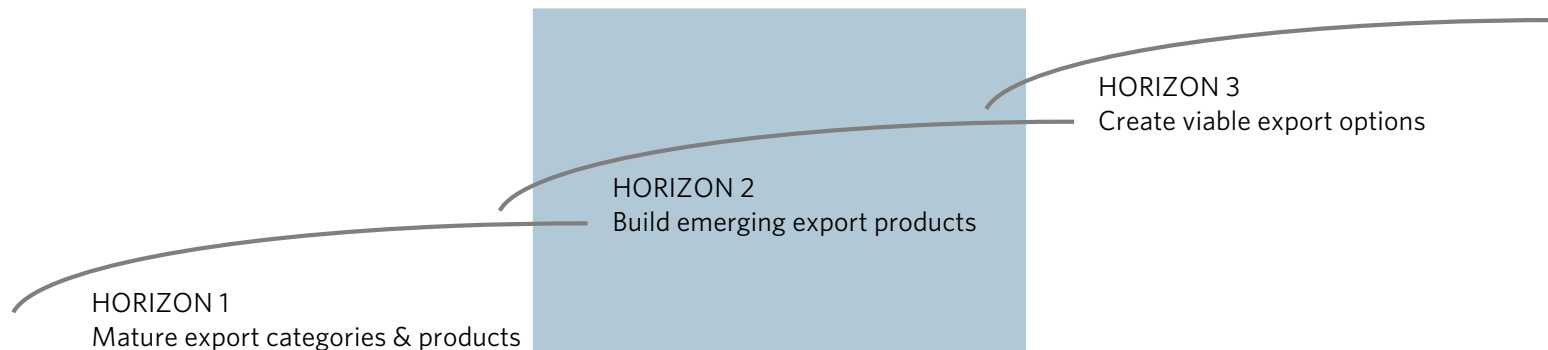 HORIZON 1
Mature export categories & products
HORIZON 2
Build emerging export products
HORIZON 3
Create viable export options